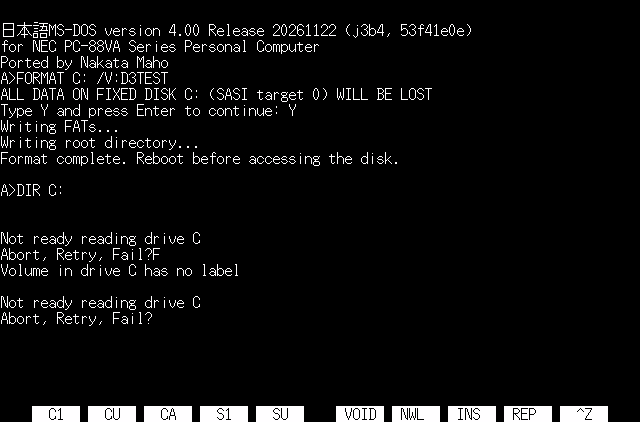 日本語MS-DOS version 4.00 Release 20261122 (j3b4, 53f41e0e)
for NEC PC-88VA Series Personal Computer
Ported by Nakata Maho
A>FORMAT C: /V:D3TEST
ALL DATA ON FIXED DISK C: (SASI target 0) WILL BE LOST
Type Y and press Enter to continue: Y
Writing FATs...
Writing root directory...
Format complete. Reboot before accessing the disk.
A>DIR C:
Not ready reading drive C
Abort, Retry, Fail?F
Volume in drive C has no label
Not ready reading drive C
Abort, Retry, Fail?
C1 CU CA S1 SU VOID NWL INS REP ^Z